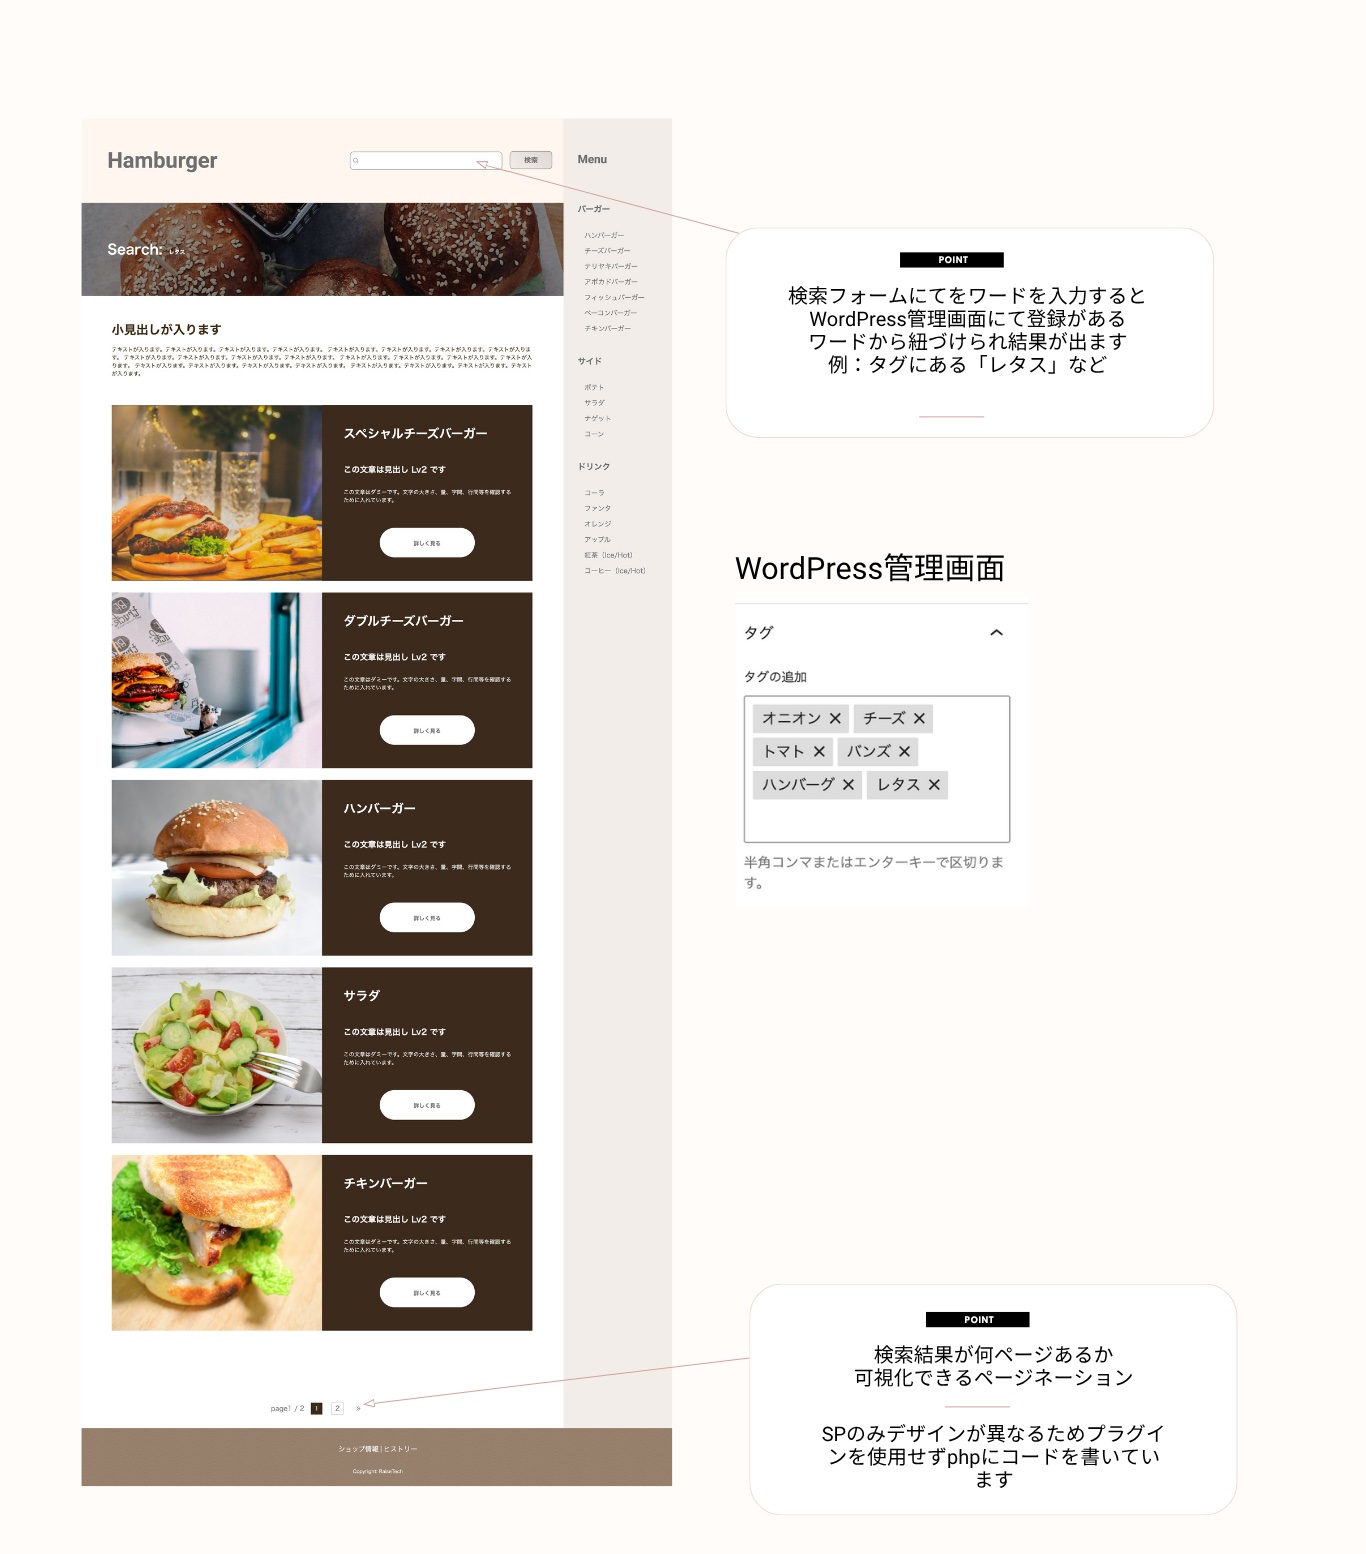 Hamburger
検索
Search: レタス
小見出しが入ります
テキストが入ります。テキストが入ります。テキストが入ります。テキストが入ります。 テキストが入ります。テキストが入ります。テキストが入ります。テキストが入りま
す。 テキストが入ります。テキストが入ります。テキストが入ります。テキストが入ります。 テキストが入ります。テキストが入ります。テキストが入ります。テキストが入
ります。 テキストが入ります。テキストが入ります。テキストが入ります。テキストが入ります。 テキストが入ります。テキストが入ります。テキストが入ります。テキスト
が入ります。
スペシャルチーズバーガー
この文章は見出し Lv2 です
この文章はダミーです。文字の大きさ、量、字間、行間等を確認する
ために入れています。
詳しく見る
ダブルチーズバーガー
この文章は見出し Lv2 です
この文章はダミーです。文字の大きさ、量、字間、行間等を確認する
ために入れています。
詳しく見る
ハンバーガー
この文章は見出し Lv2 です
この文章はダミーです。文字の大きさ、量、字間、行間等を確認する
ために入れています。
詳しく見る
サラダ
この文章は見出し Lv2 です
この文章はダミーです。文字の大きさ、量、字間、行間等を確認する
ために入れています。
詳しく見る
チキンバーガー
この文章は見出し Lv2 です
この文章はダミーです。文字の大きさ、量、字間、行間等を確認する
ために入れています。
詳しく見る
page1 / 2 1 2 »
ショップ情報 | ヒストリー
Copyright: RaiseTech
Menu
バーガー
ハンバーガー
チーズバーガー
テリヤキバーガー
アボカドバーガー
フィッシュバーガー
ベーコンバーガー
チキンバーガー
サイド
ポテト
サラダ
ナゲット
コーン
ドリンク
コーラ
ファンタ
オレンジ
アップル
紅茶（Ice/Hot）
コーヒー（Ice/Hot）
POINT
検索フォームにてをワードを入力すると
WordPress管理画面にて登録がある
ワードから紐づけられ結果が出ます
例：タグにある「レタス」など
WordPress管理画面
タグ
タグの追加
オニオン ✕ チーズ ✕
トマト ✕ バンズ ✕
ハンバーグ ✕ レタス ✕
半角コンマまたはエンターキーで区切りま
す。
POINT
検索結果が何ページあるか
可視化できるページネーション
SPのみデザインが異なるためプラグイ
ンを使用せずphpにコードを書いてい
ます